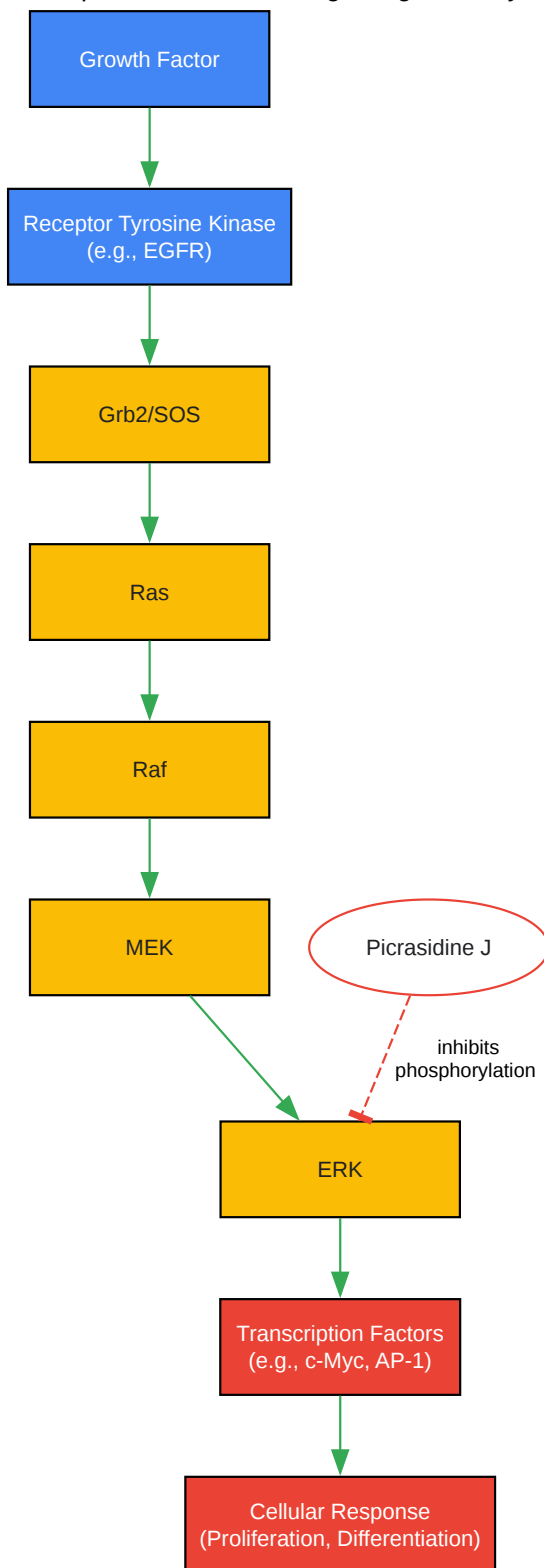 Growth Factor
Receptor Tyrosine Kinase
(e.g., EGFR)
Grb2/SOS
Ras
Raf
MEK
Picrasidine J
inhibits
phosphorylation
ERK
Transcription Factors
(e.g., c-Myc, AP-1)
Cellular Response
(Proliferation, Differentiation)